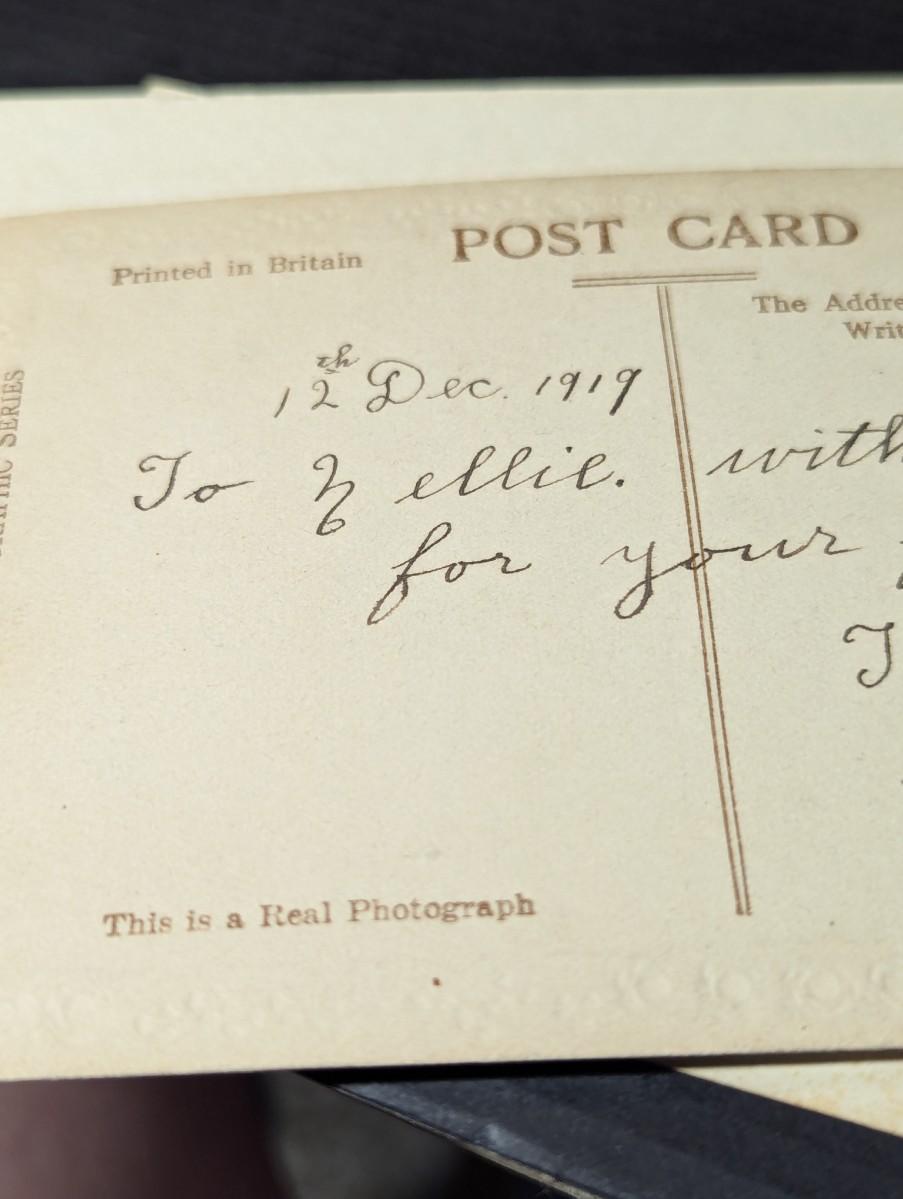 POST CARD
Printed in Britain
The Addre
Writ
SERIES
12th Dec. 1919
To Nellie. with
for your
T
This is a Real Photograph